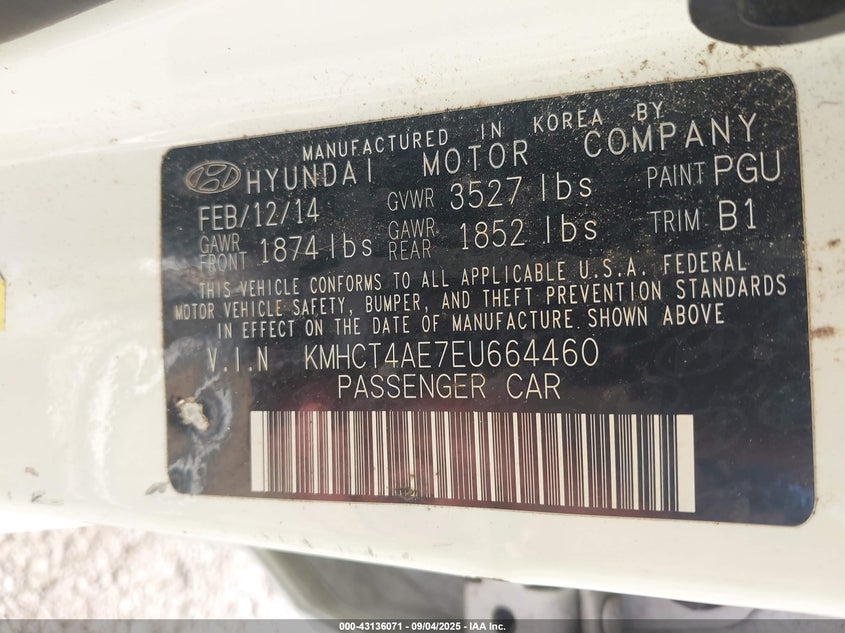 MANUFACTURED IN KOREA BY
HYUNDAI MOTOR COMPANY
FEB/12/14 GVWR 3527 lbs PAINT PGU
GAWR FRONT 1874 lbs GAWR REAR 1852 lbs TRIM B1
THIS VEHICLE CONFORMS TO ALL APPLICABLE U.S.A. FEDERAL
MOTOR VEHICLE SAFETY, BUMPER, AND THEFT PREVENTION STANDARDS
IN EFFECT ON THE DATE OF MANUFACTURE SHOWN ABOVE
V.I.N KMHCT4AE7EU664460
PASSENGER CAR
000-43136071 - 09/04/2025 - IAA Inc.